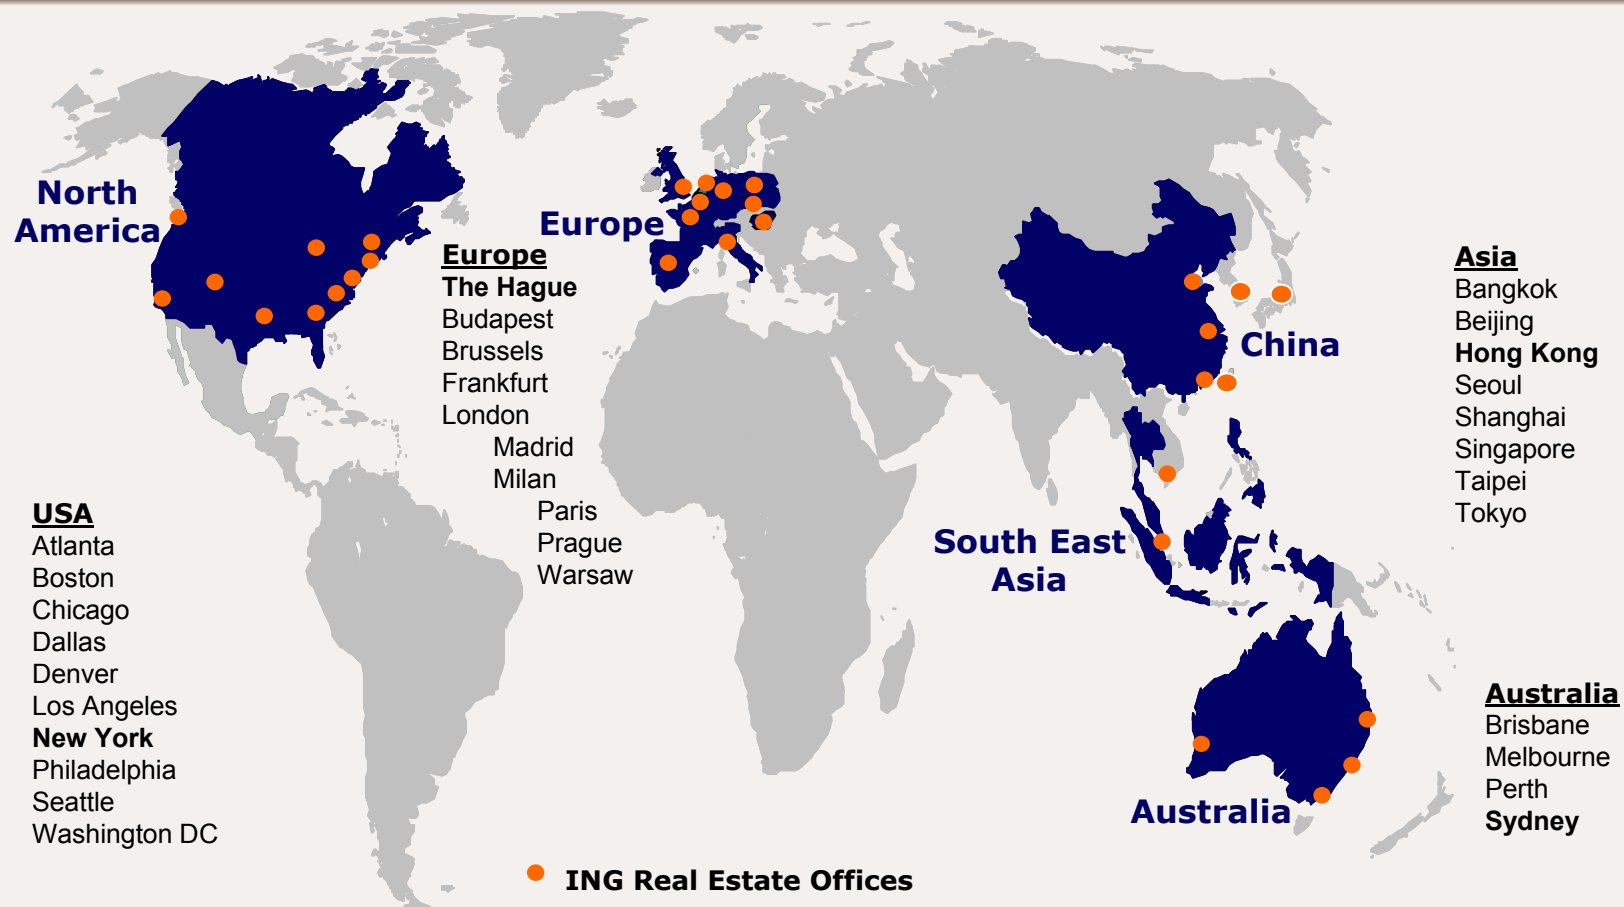 North
America
Europe
China
South East
Asia
Australia
Europe
The Hague
Budapest
Brussels
Frankfurt
London
Madrid
Milan
Paris
Prague
Warsaw
USA
Atlanta
Boston
Chicago
Dallas
Denver
Los Angeles
New York
Philadelphia
Seattle
Washington DC
Asia
Bangkok
Beijing
Hong Kong
Seoul
Shanghai
Singapore
Taipei
Tokyo
Australia
Brisbane
Melbourne
Perth
Sydney
ING Real Estate Offices